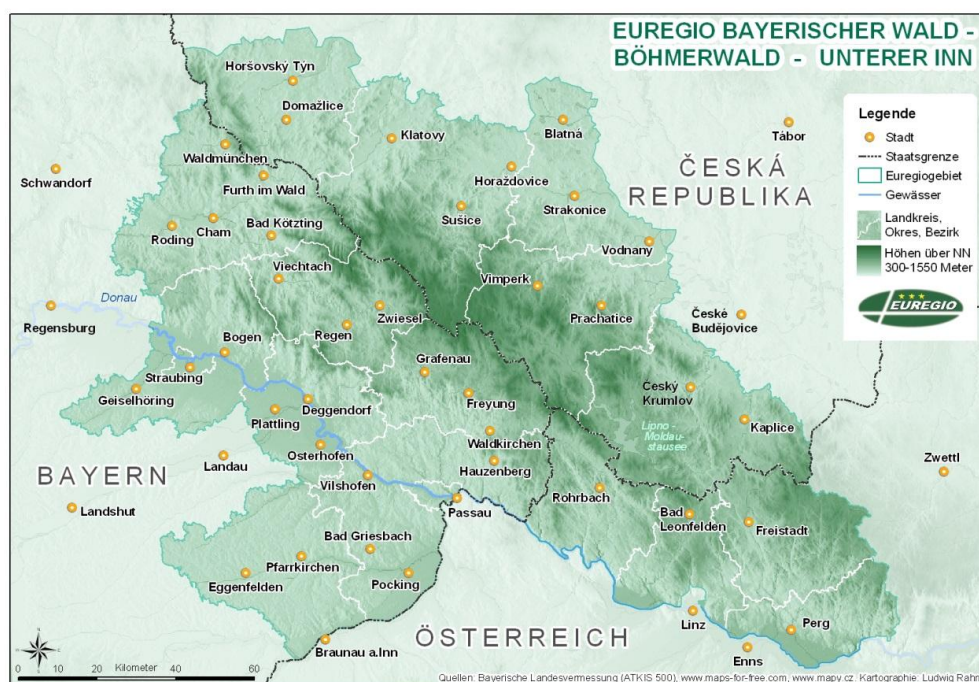 EUREGIO BAYERISCHER WALD -
BÖHMERWALD - UNTERER INN
Legende
Stadt
Staatsgrenze
Euregiogebiet
Gewässer
Landkreis,
Okres, Bezirk
Höhen über NN
300-1550 Meter
EUREGIO
Horšovský Týn
Domažlice
Klatovy
Blatná
Tábor
Waldmünchen
Schwandorf
Furth im Wald
Horaždovice
ČESKÁ
REPUBLIKA
Sušice
Strakonice
Roding
Cham
Bad Kötzting
Vodnany
Viechtach
Vimperk
Donau
Regensburg
Zwiesel
Prachatice
České
Budějovice
Regen
Bogen
Grafenau
Straubing
Geiselhöring
Český
Krumlov
Freyung
Deggendorf
Plattling
Kaplice
Lipno -
Moldau-
stausee
Waldkirchen
Osterhofen
Hauzenberg
Landau
BAYERN
Zwettl
Vilshofen
Rohrbach
Landshut
Passau
Bad
Leonfelden
Freistadt
Bad Griesbach
Pfarrkirchen
Eggenfelden
Pocking
Linz
Perg
ÖSTERREICH
Braunau a.Inn
Enns
0 10 20 Kilometer 40 60
Quellen: Bayerische Landesvermessung (ATKIS 500), www.maps-for-free.com, www.mapy.cz, Kartographie: Ludwig